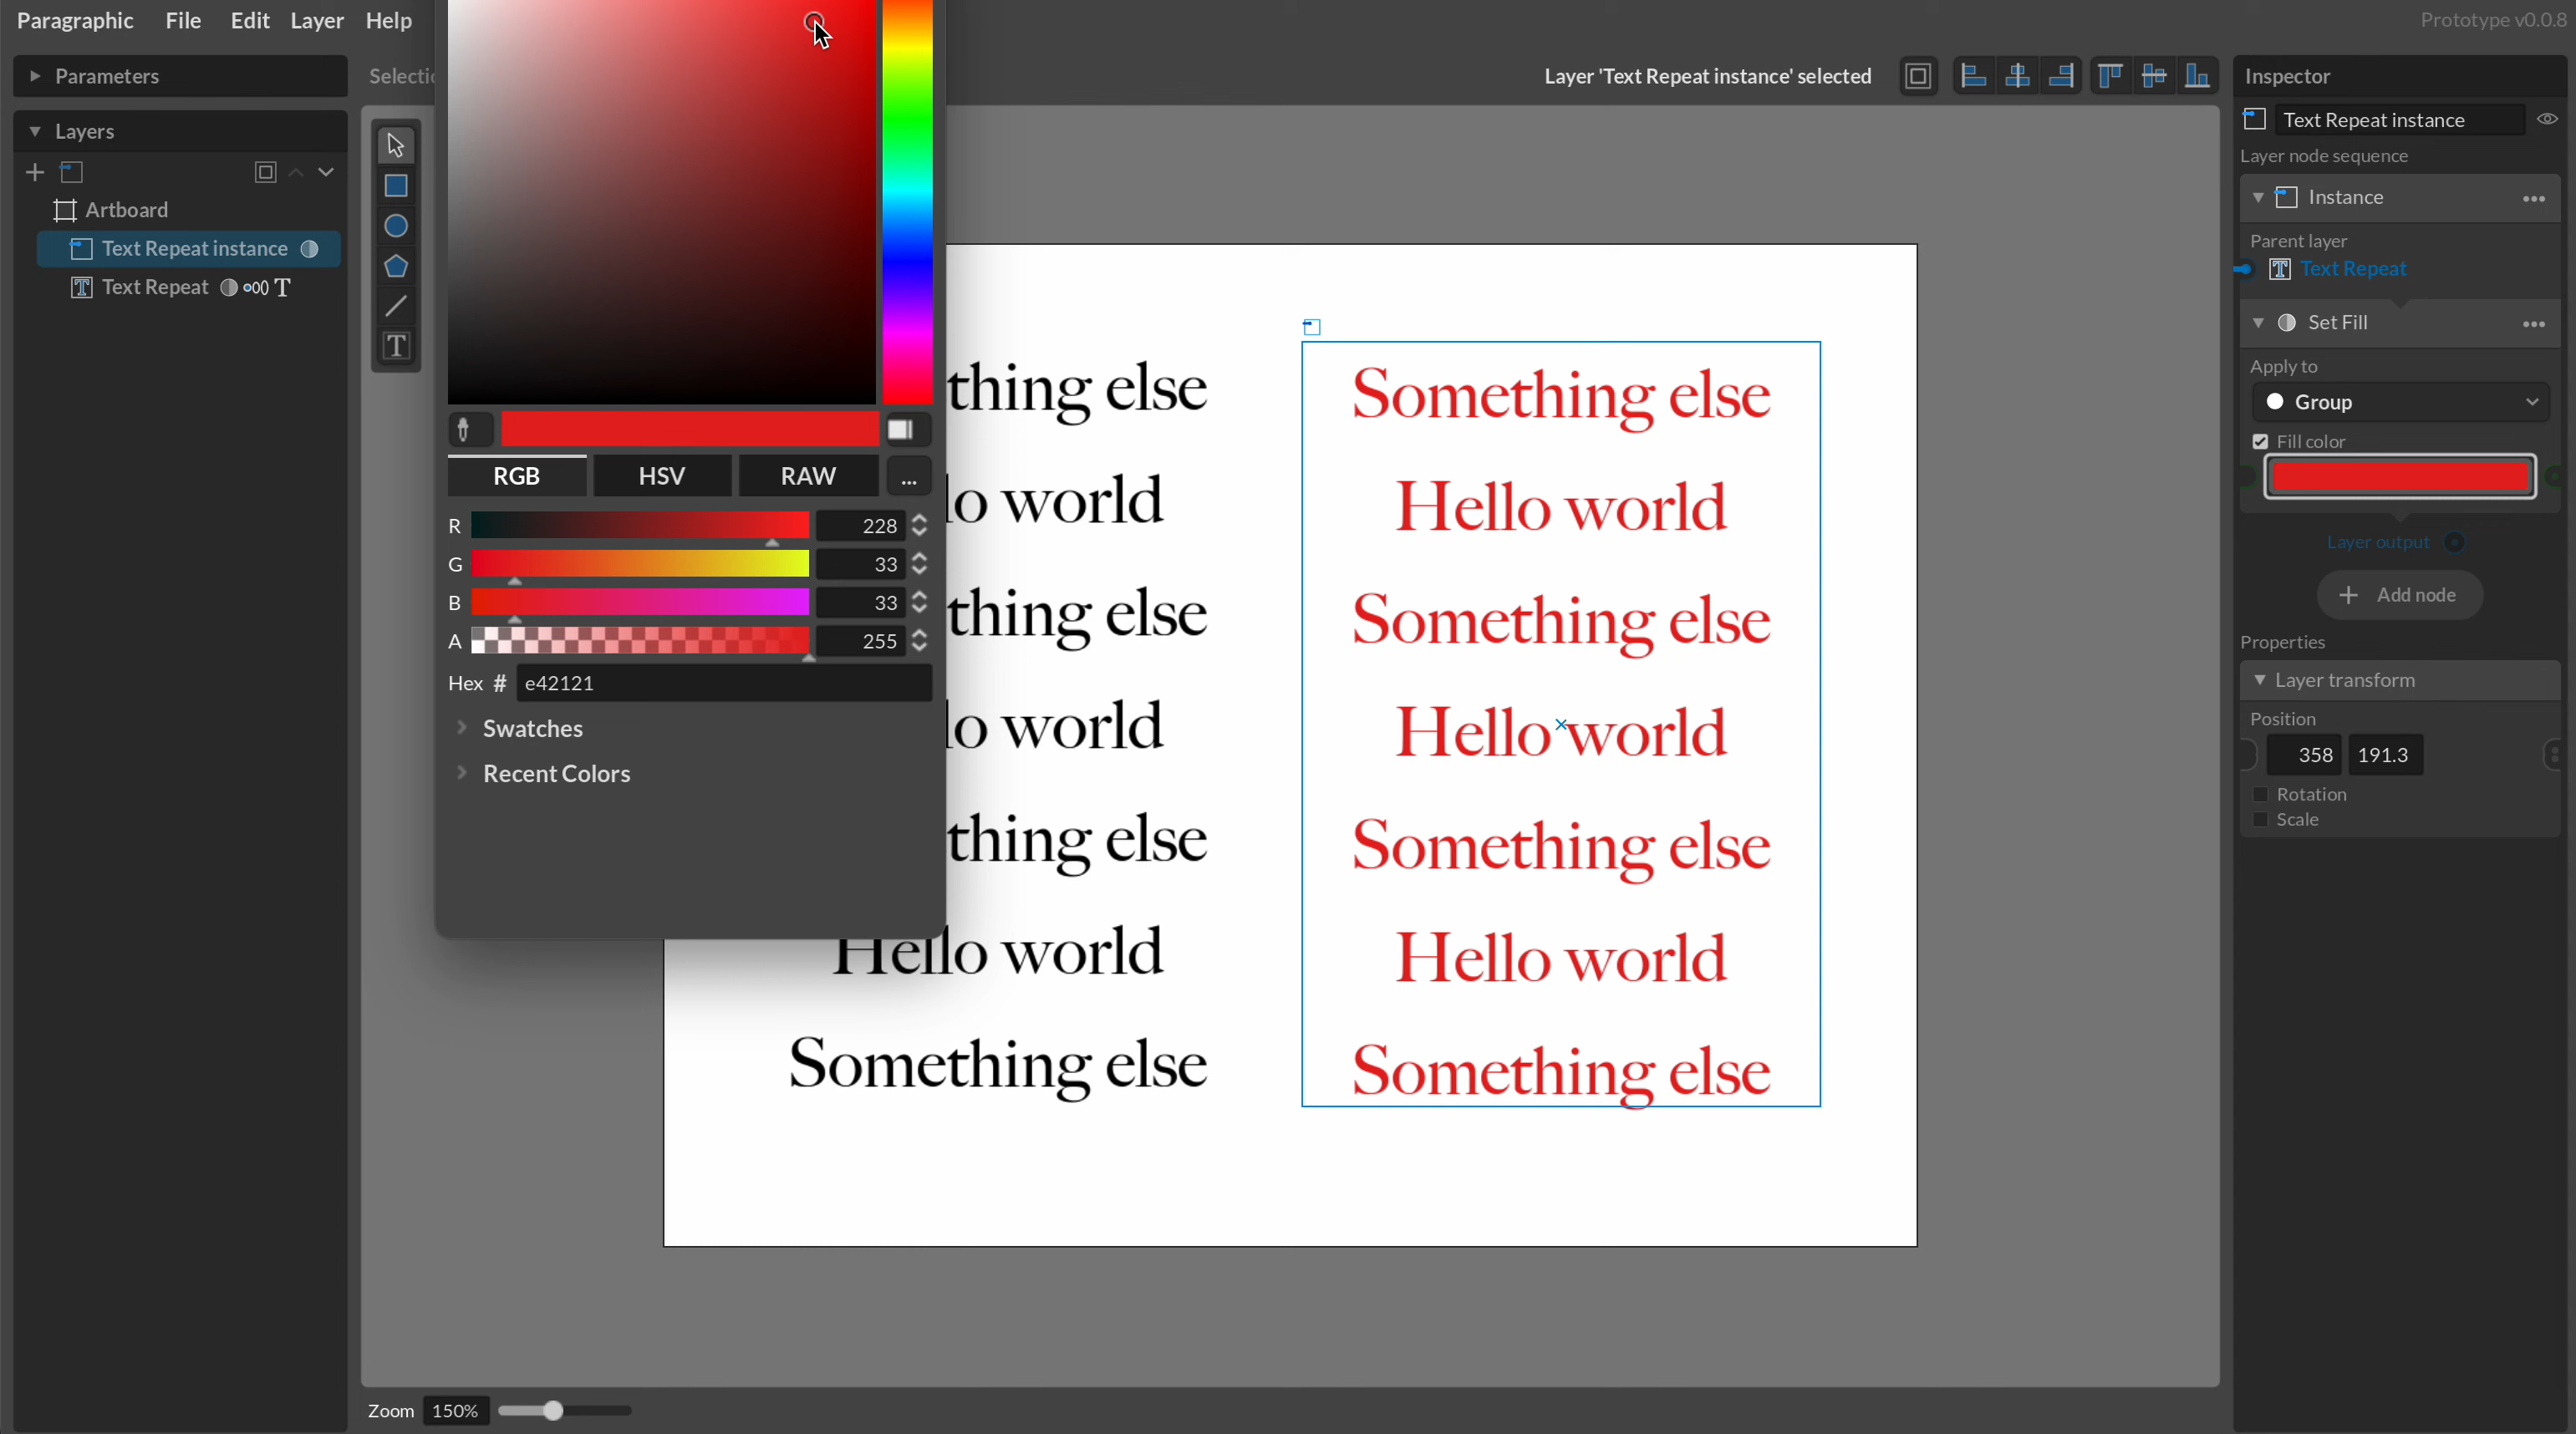 Paragraphic File Edit Layer Help
Prototype v0.0.8
Parameters
Layer 'Text Repeat instance' selected
Layers
Artboard
Text Repeat instance
Text Repeat T
T
RGB HSV RAW ...
R 228
G 33
B 33
A 255
Hex # e42121
Swatches
Recent Colors
thing else
lo world
thing else
lo world
thing else
Hello world
Something else
Something else
Hello world
Something else
Hello world
Something else
Hello world
Something else
Zoom 150%
Inspector
Text Repeat instance
Layer node sequence
Instance
Parent layer
T Text Repeat
Set Fill
Apply to
Group
Fill color
Layer output
+ Add node
Properties
Layer transform
Position
358 191.3
Rotation
Scale